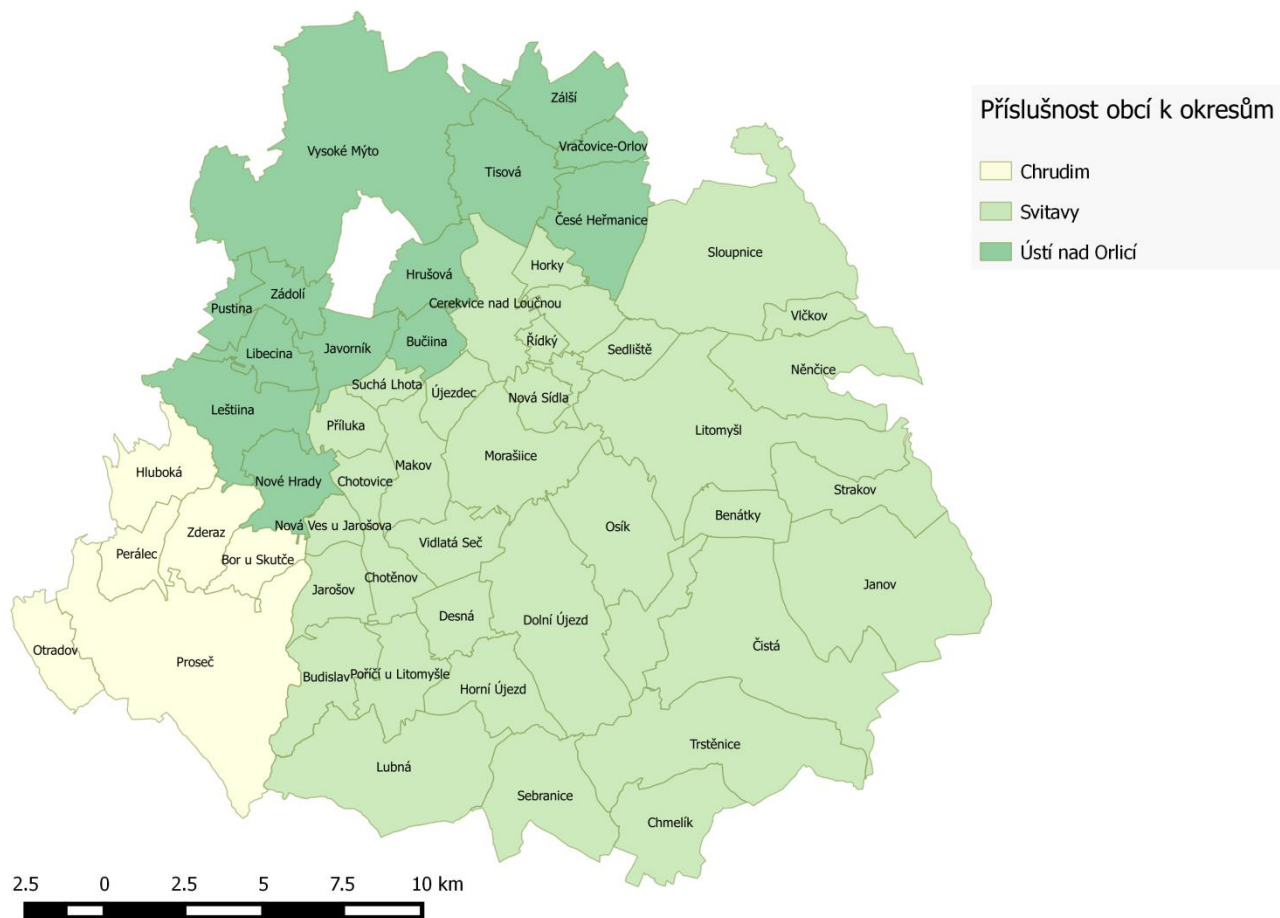 Příslušnost obcí k okresům
Chrudim
Svitavy
Ústí nad Orlicí
Zálší
Vysoké Mýto
Vračovice-Orlov
Tisová
České Heřmanice
Sloupnice
Horky
Hrušová
Zádolí
Pustina
Cerekvice nad Loučnou
Vlčkov
Bučiina
Řídký
Javorník
Libecina
Sedliště
Němčice
Suchá Lhota
Újezdec
Nová Sídla
Leštiina
Příluka
Litomyšl
Morašiice
Makov
Hluboká
Nové Hrady
Chotovice
Strakov
Benátky
Nová Ves u Jarošova
Osík
Zderaz
Vidlatá Seč
Perálec
Bor u Skutče
Chotěnov
Jarošov
Janov
Desná
Dolní Újezd
Čistá
Otradov
Proseč
Budislav
Poříčí u Litomyšle
Horní Újezd
Trstěnice
Lubná
Sebranice
Chmelík
2.5 0 2.5 5 7.5 10 km